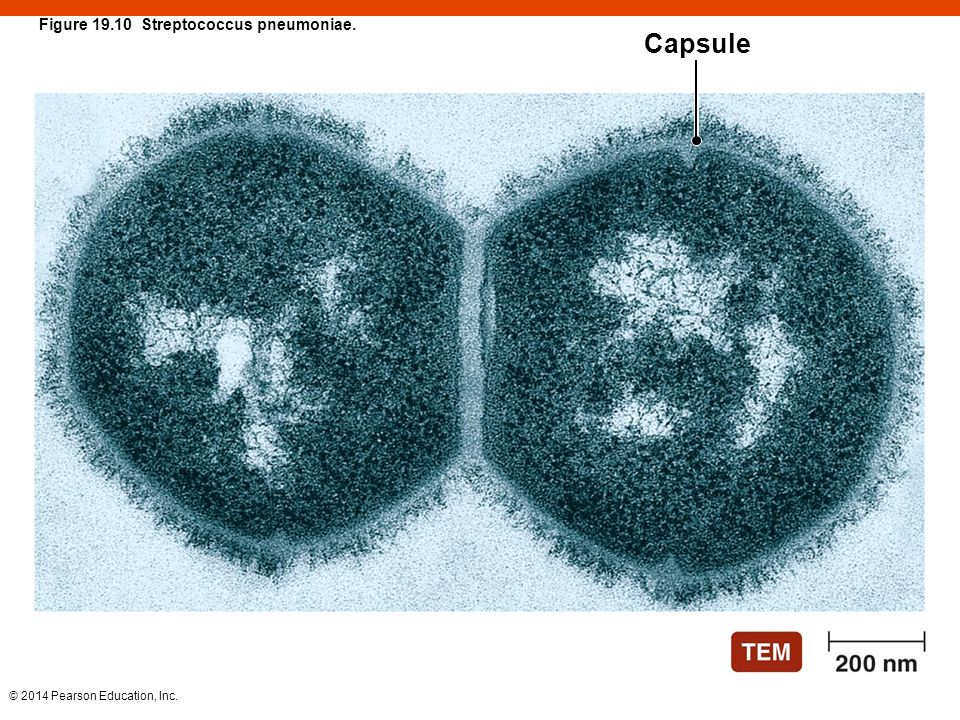 Figure 19.10 Streptococcus pneumoniae.
Capsule
TEM
200 nm
© 2014 Pearson Education, Inc.